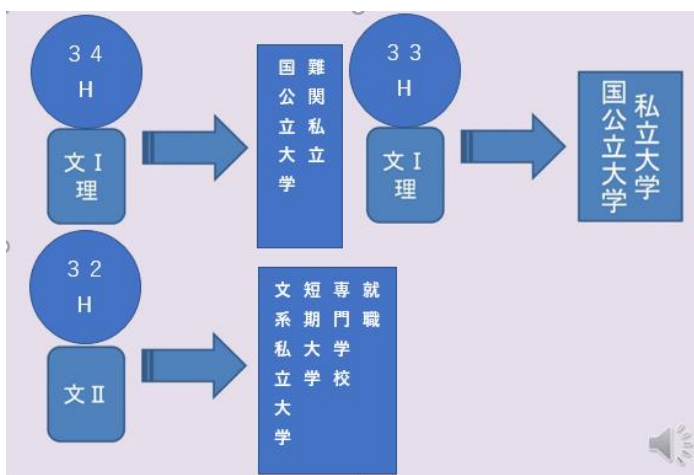 34
H
文Ⅰ
理
難関私立
国公立大学
33
H
文Ⅰ
理
私立大学
国公立大学
32
H
文Ⅱ
就職
専門学校
短期大学
文系私立大学